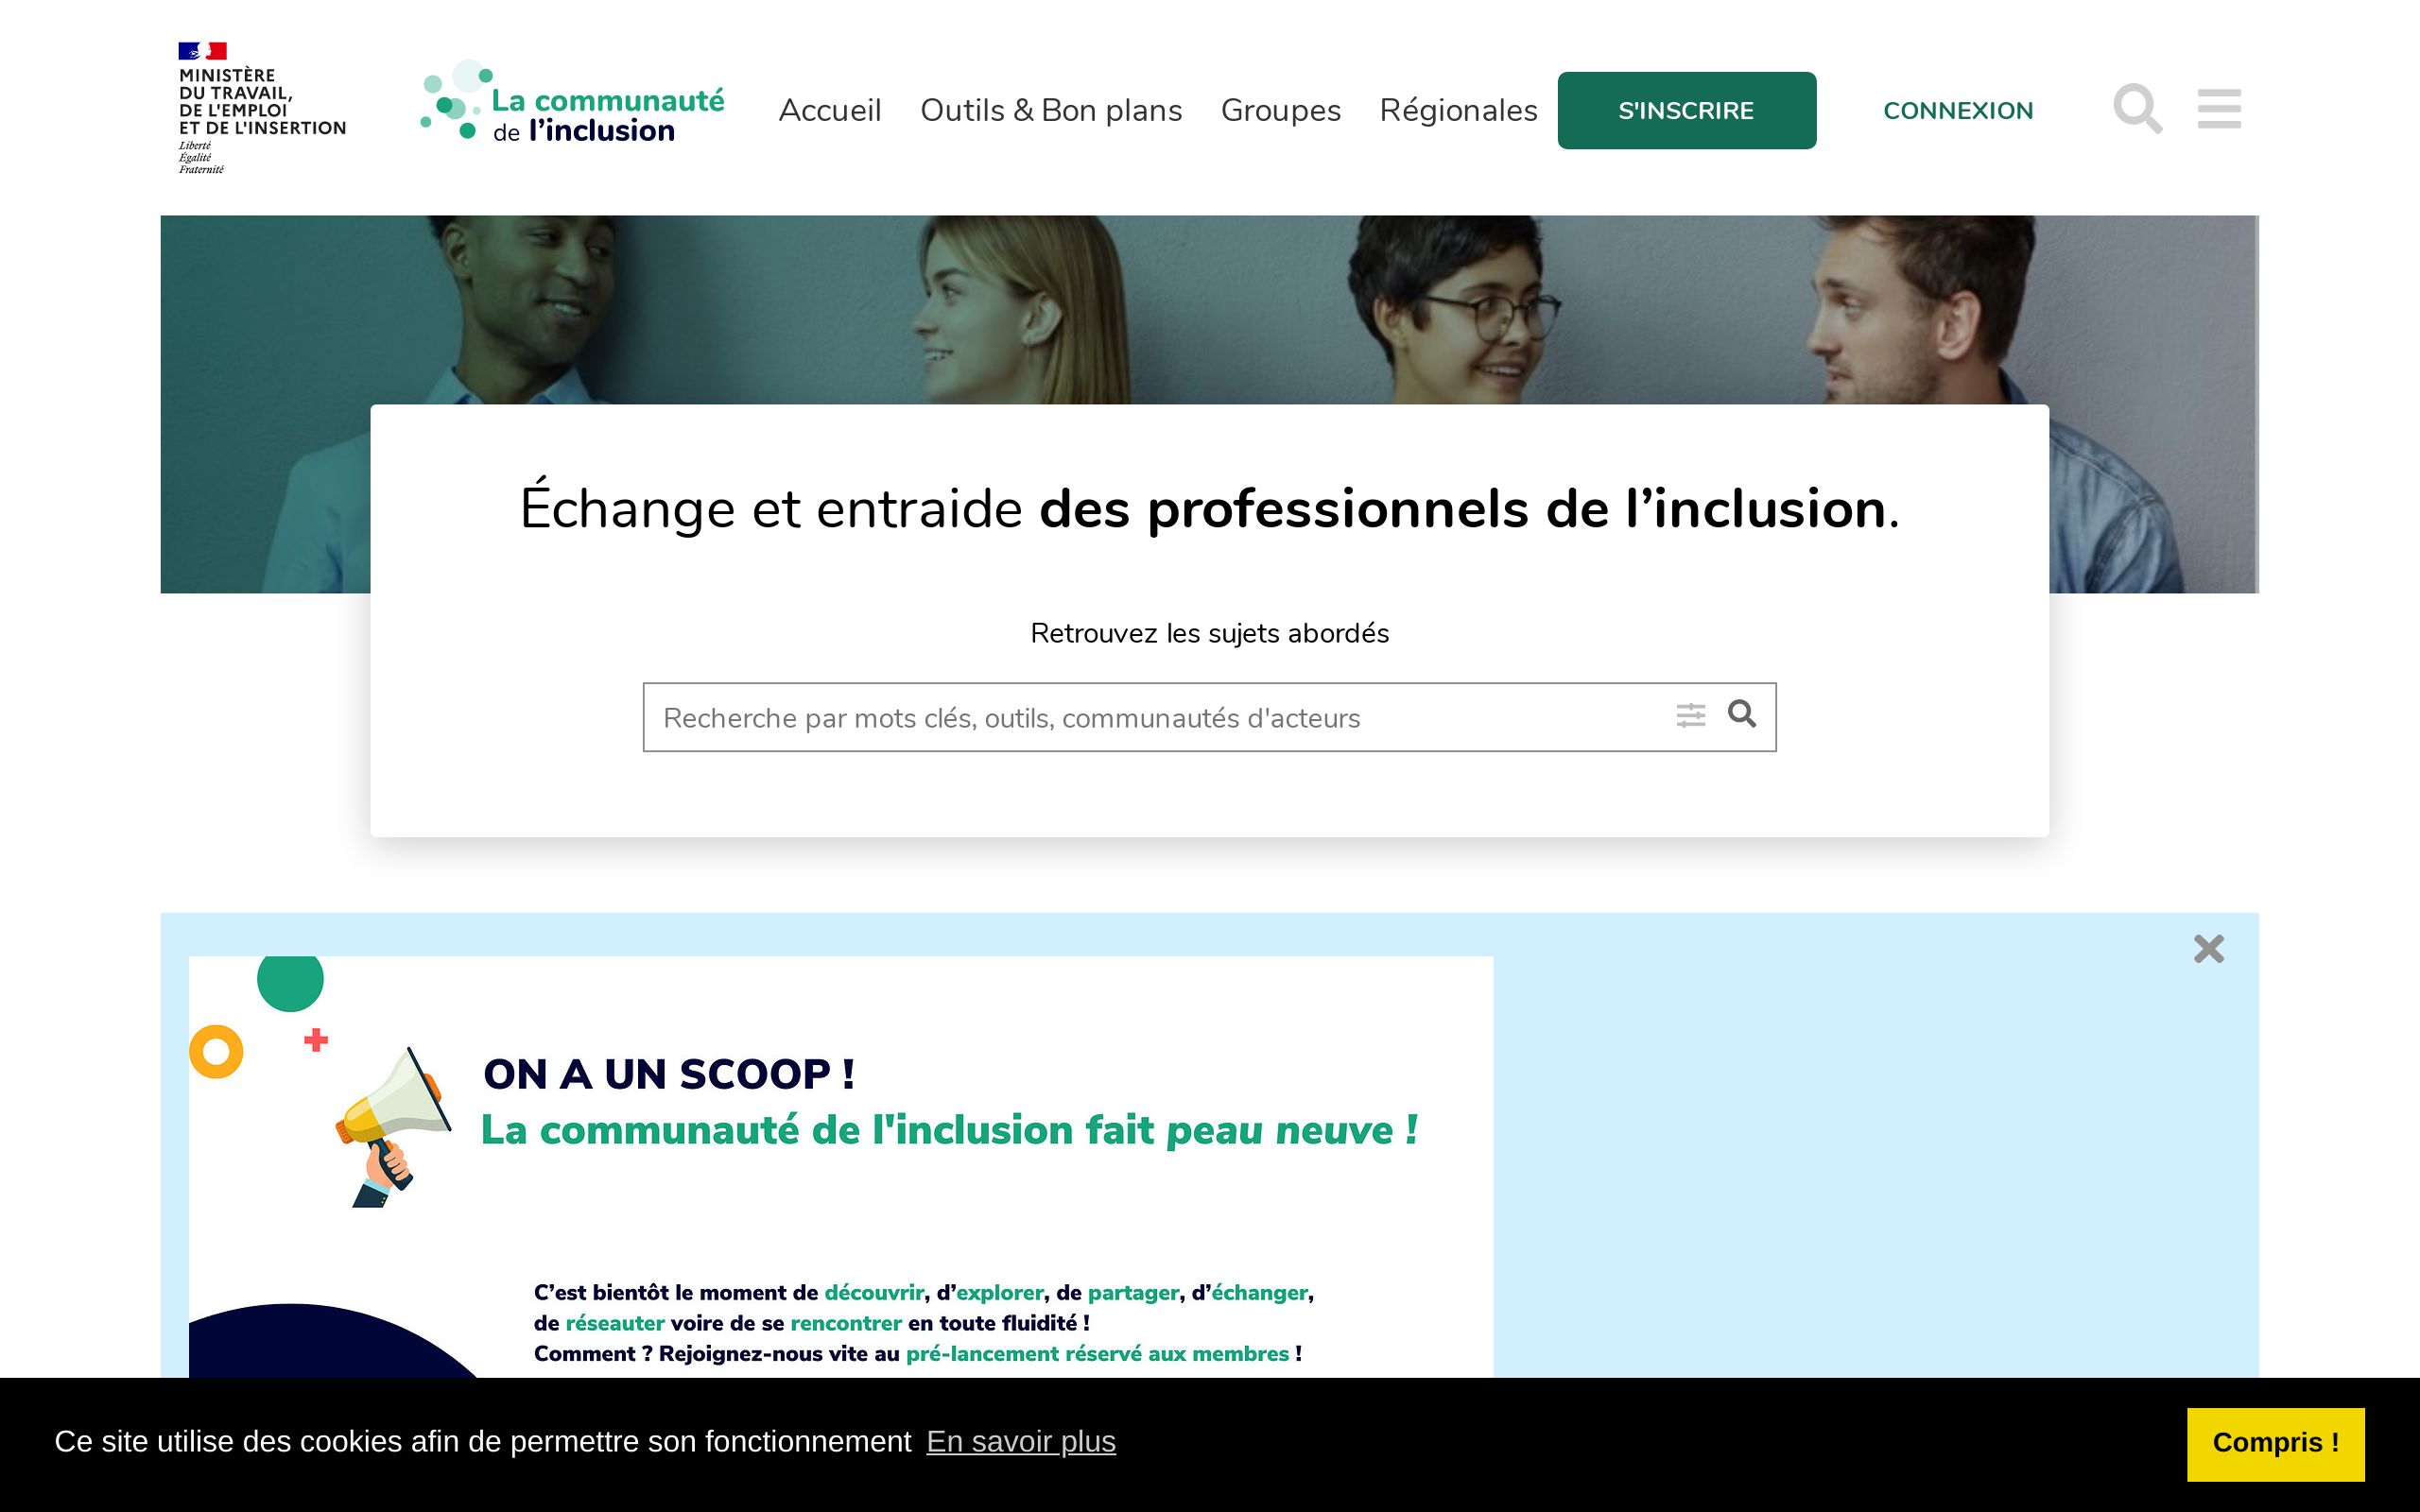 MINISTÈRE
DU TRAVAIL,
DE L'EMPLOI
ET DE L'INSERTION
Liberté
Égalité
Fraternité
La communauté
de l’inclusion
Accueil
Outils & Bon plans
Groupes
Régionales
S'INSCRIRE
CONNEXION
Échange et entraide des professionnels de l’inclusion.
Retrouvez les sujets abordés
Recherche par mots clés, outils, communautés d'acteurs
ON A UN SCOOP !
La communauté de l'inclusion fait peau neuve !
C’est bientôt le moment de découvrir, d’explorer, de partager, d’échanger,
de réseauter voire de se rencontrer en toute fluidité !
Comment ? Rejoignez-nous vite au pré-lancement réservé aux membres !
Ce site utilise des cookies afin de permettre son fonctionnement En savoir plus
Compris !